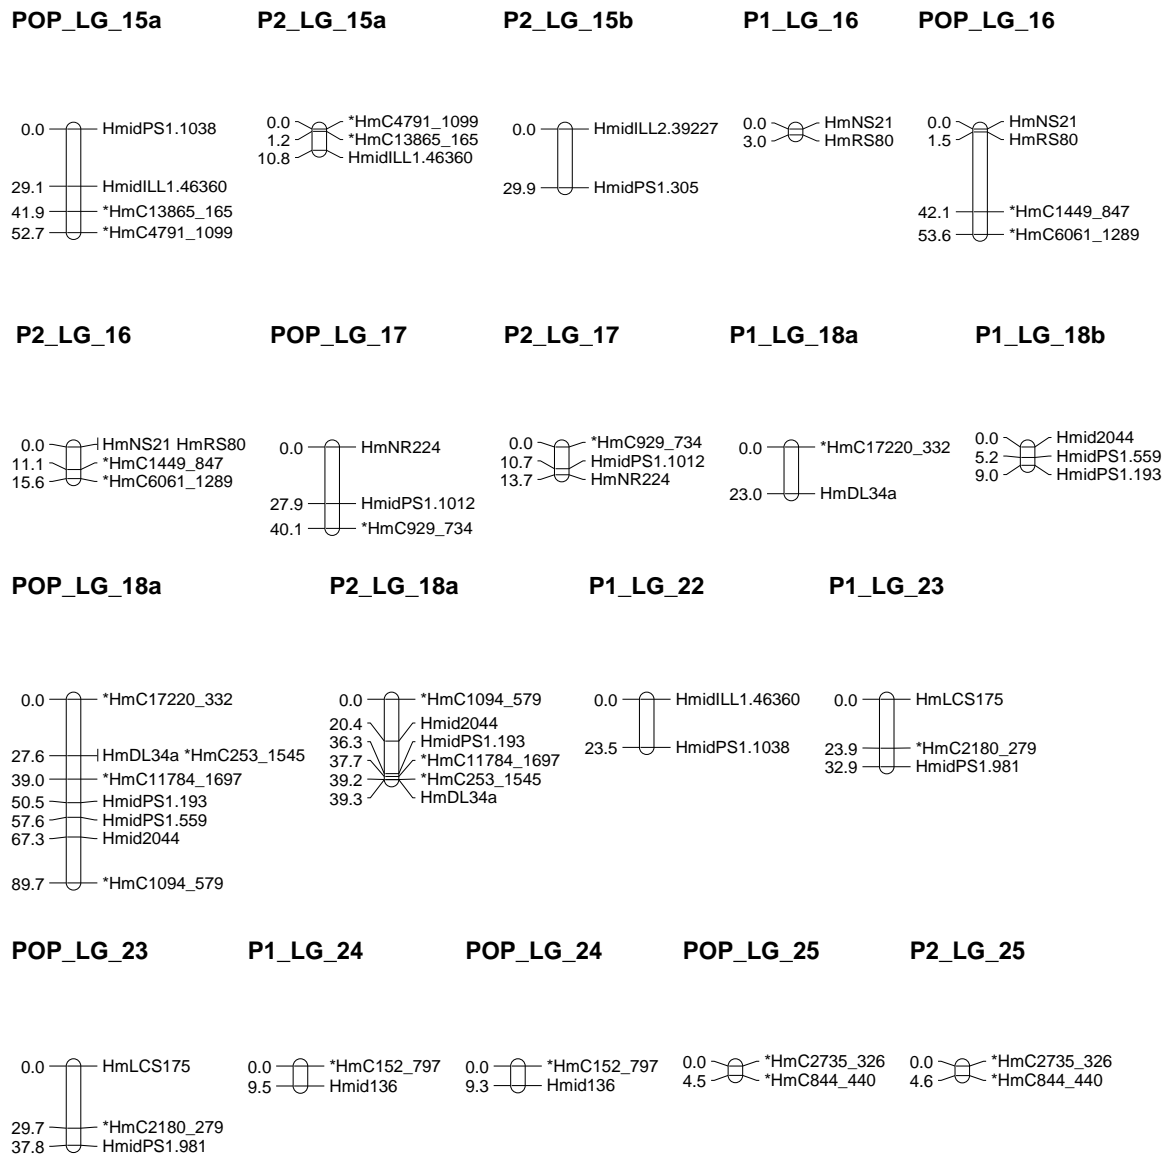 POP_LG_15a P2_LG_15a P2_LG_15b P1_LG_16 POP_LG_16
0.0 HmidPS1.1038
29.1 HmidILL1.46360
41.9 *HmC13865_165
52.7 *HmC4791_1099
0.0 *HmC4791_1099
1.2 *HmC13865_165
10.8 HmidILL1.46360
0.0 HmidILL2.39227
29.9 HmidPS1.305
0.0 HmNS21
3.0 HmRS80
0.0 HmNS21
1.5 HmRS80
42.1 *HmC1449_847
53.6 *HmC6061_1289
P2_LG_16 POP_LG_17 P2_LG_17 P1_LG_18a P1_LG_18b
0.0 HmNS21 HmRS80
11.1 *HmC1449_847
15.6 *HmC6061_1289
0.0 HmNR224
27.9 HmidPS1.1012
40.1 *HmC929_734
0.0 *HmC929_734
10.7 HmidPS1.1012
13.7 HmNR224
0.0 *HmC17220_332
23.0 HmDL34a
0.0 Hmid2044
5.2 HmidPS1.559
9.0 HmidPS1.193
POP_LG_18a P2_LG_18a P1_LG_22 P1_LG_23
0.0 *HmC17220_332
27.6 HmDL34a *HmC253_1545
39.0 *HmC11784_1697
50.5 HmidPS1.193
57.6 HmidPS1.559
67.3 Hmid2044
89.7 *HmC1094_579
0.0 *HmC1094_579
20.4 Hmid2044
36.3 HmidPS1.193
37.7 *HmC11784_1697
39.2 *HmC253_1545
39.3 HmDL34a
0.0 HmidILL1.46360
23.5 HmidPS1.1038
0.0 HmLCS175
23.9 *HmC2180_279
32.9 HmidPS1.981
POP_LG_23 P1_LG_24 POP_LG_24 POP_LG_25 P2_LG_25
0.0 HmLCS175
29.7 *HmC2180_279
37.8 HmidPS1.981
0.0 *HmC152_797
9.5 Hmid136
0.0 *HmC152_797
9.3 Hmid136
0.0 *HmC2735_326
4.5 *HmC844_440
0.0 *HmC2735_326
4.6 *HmC844_440